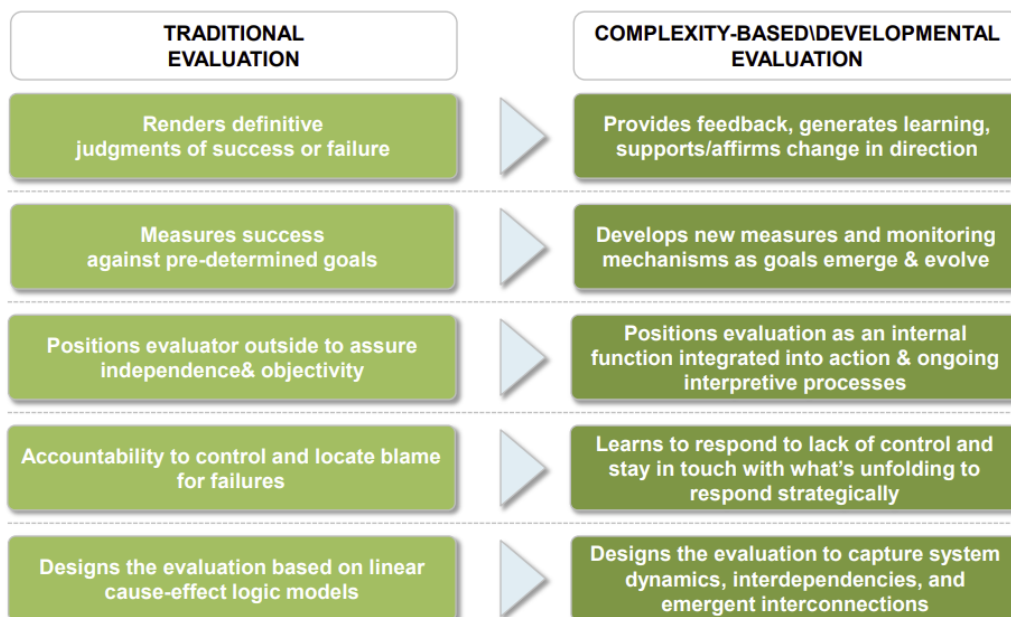 TRADITIONAL
EVALUATION
COMPLEXITY-BASED\DEVELOPMENTAL
EVALUATION
Renders definitive
judgments of success or failure
Provides feedback, generates learning,
supports/affirms change in direction
Measures success
against pre-determined goals
Develops new measures and monitoring
mechanisms as goals emerge & evolve
Positions evaluator outside to assure
independence& objectivity
Positions evaluation as an internal
function integrated into action & ongoing
interpretive processes
Accountability to control and locate blame
for failures
Learns to respond to lack of control and
stay in touch with what’s unfolding to
respond strategically
Designs the evaluation based on linear
cause-effect logic models
Designs the evaluation to capture system
dynamics, interdependencies, and
emergent interconnections